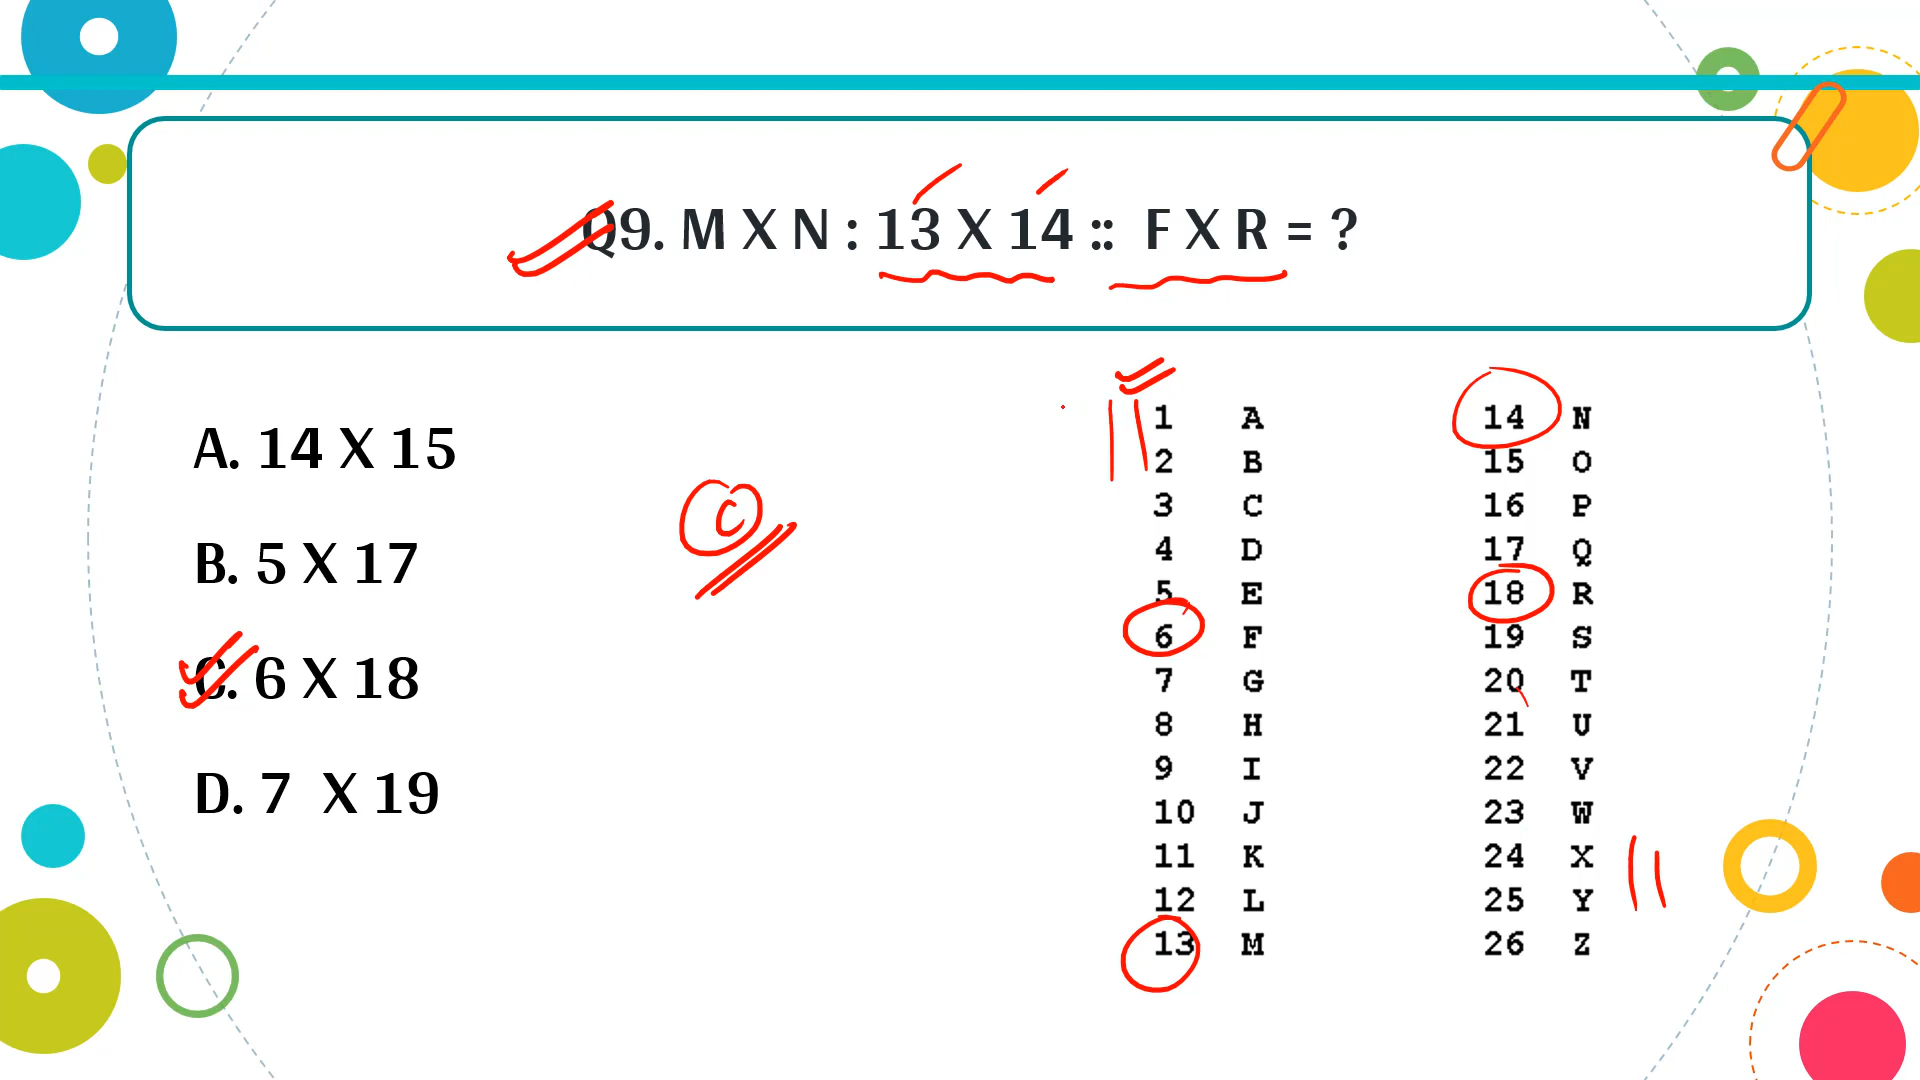 Q9. M X N : 13 X 14 :: F X R = ?
A. 14 X 15
B. 5 X 17
C. 6 X 18
D. 7 X 19
C
1 A 14 N
2 B 15 O
3 C 16 P
4 D 17 Q
5 E 18 R
6 F 19 S
7 G 20 T
8 H 21 U
9 I 22 V
10 J 23 W
11 K 24 X
12 L 25 Y
13 M 26 Z